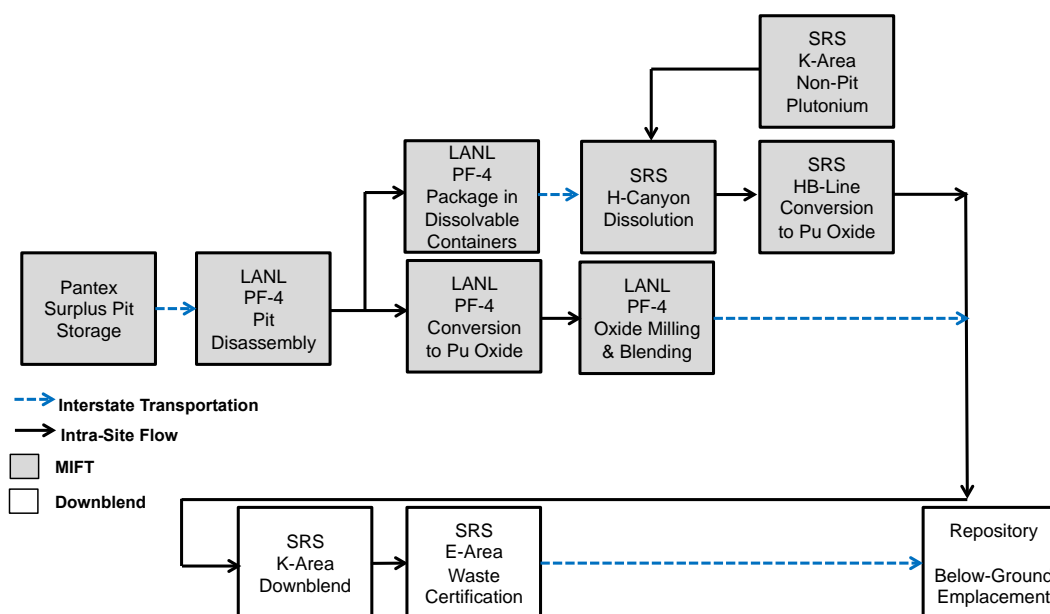 SRS
K-Area
Non-Pit
Plutonium
LANL
PF-4
Package in
Dissolvable
Containers
SRS
H-Canyon
Dissolution
SRS
HB-Line
Conversion
to Pu Oxide
Pantex
Surplus Pit
Storage
LANL
PF-4
Pit
Disassembly
LANL
PF-4
Conversion
to Pu Oxide
LANL
PF-4
Oxide Milling
& Blending
Interstate Transportation
Intra-Site Flow
MIFT
Downblend
SRS
K-Area
Downblend
SRS
E-Area
Waste
Certification
Repository
Below-Ground
Emplacement